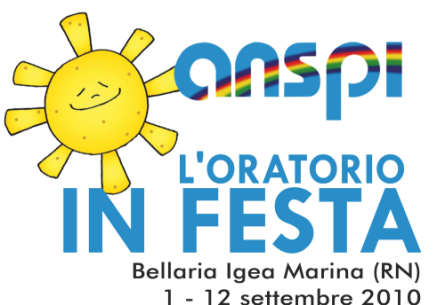 anspi
L'ORATORIO
IN FESTA
Bellaria Igea Marina (RN)
1 - 12 settembre 2010